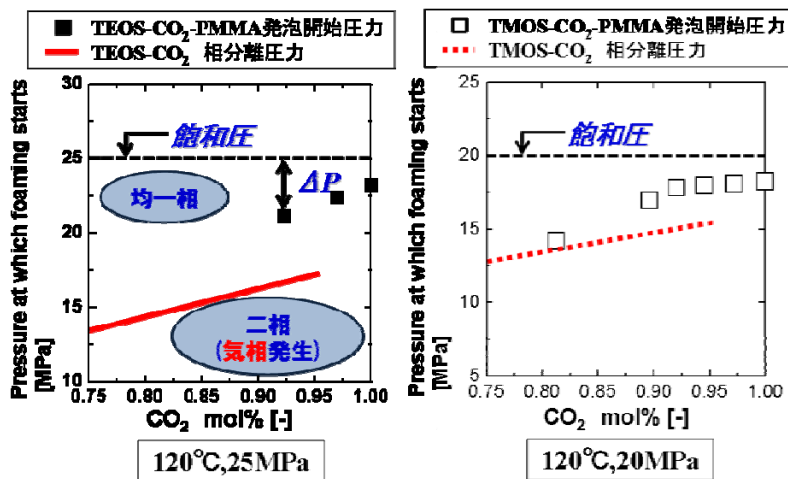 TEOS-CO2-PMMA発泡開始圧力
TEOS-CO2 相分離圧力
Pressure at which foaming starts
[MPa]
30
25
20
15
10
飽和圧
均一相
ΔP
二相
(気相発生)
0.75
0.80
0.85
0.90
0.95
1.00
CO2 mol% [-]
120℃,25MPa
TMOS-CO2-PMMA発泡開始圧力
TMOS-CO2 相分離圧力
Pressure at which foaming starts
[MPa]
25
20
15
10
5
飽和圧
0.75
0.80
0.85
0.90
0.95
1.00
CO2 mol% [-]
120℃,20MPa